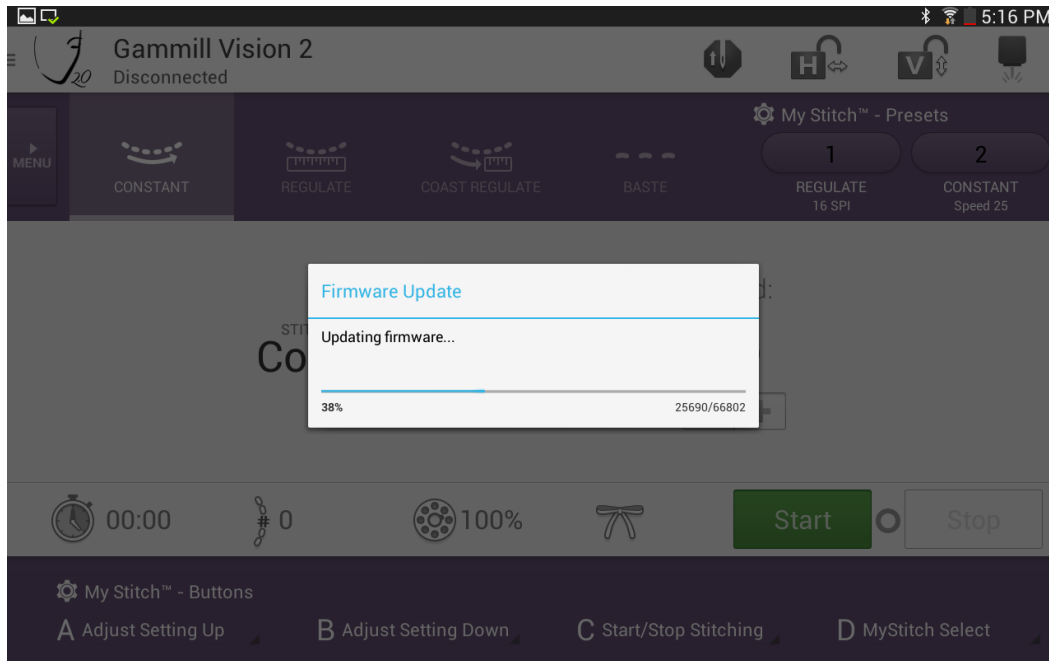 5:16 PM
Gammill Vision 2
Disconnected
20
H
V
My Stitch™ - Presets
MENU
CONSTANT
REGULATE
COAST REGULATE
BASTE
1
2
REGULATE
CONSTANT
16 SPI
Speed 25
Firmware Update
Updating firmware...
38%
25690/66802
Co
00:00
# 0
100%
Start
Stop
My Stitch™ - Buttons
A Adjust Setting Up
B Adjust Setting Down
C Start/Stop Stitching
D MyStitch Select